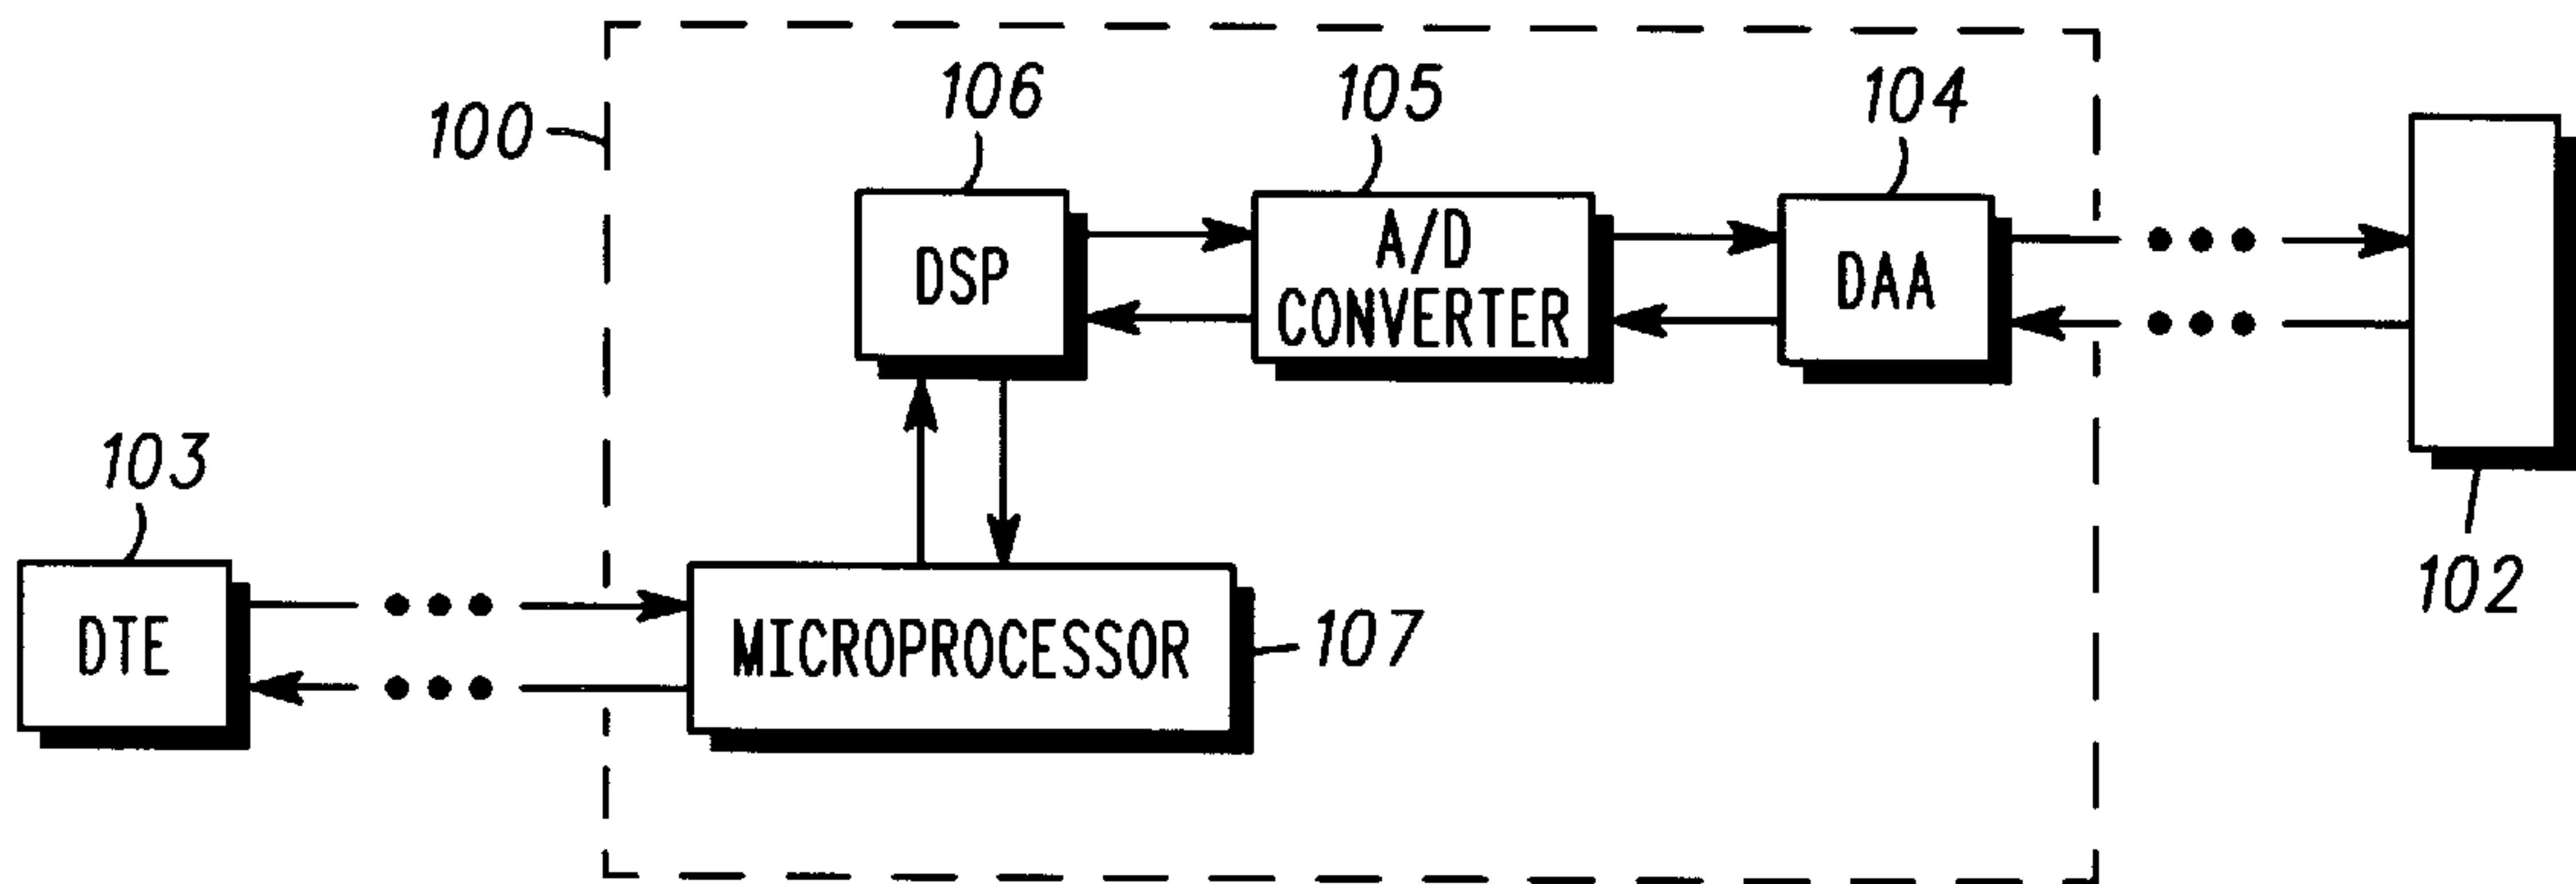 100
106
105
104
DSP
A/D
CONVERTER
DAA
103
DTE
MICROPROCESSOR
107
102